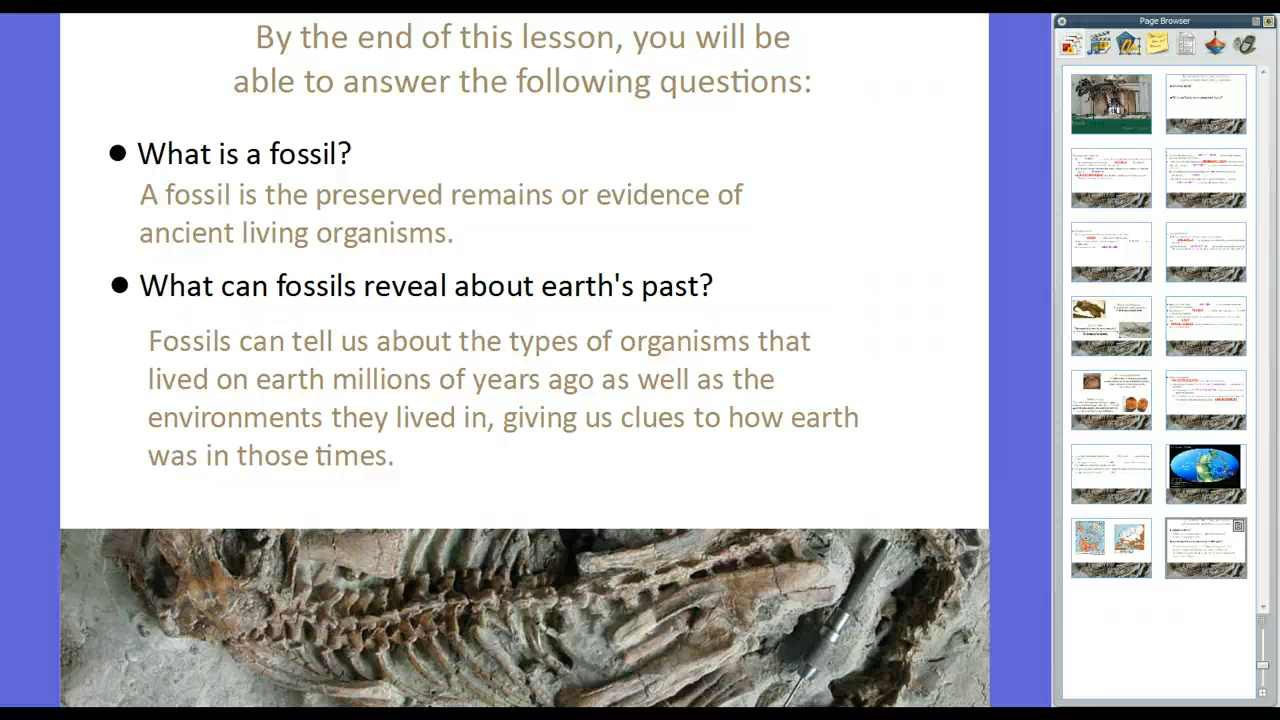 By the end of this lesson, you will be
able to answer the following questions:
What is a fossil?
A fossil is the preserved remains or evidence of
ancient living organisms.
What can fossils reveal about earth's past?
Fossils can tell us about the types of organisms that
lived on earth millions of years ago as well as the
environments they lived in, giving us clues to how earth
was in those times.
Page Browser